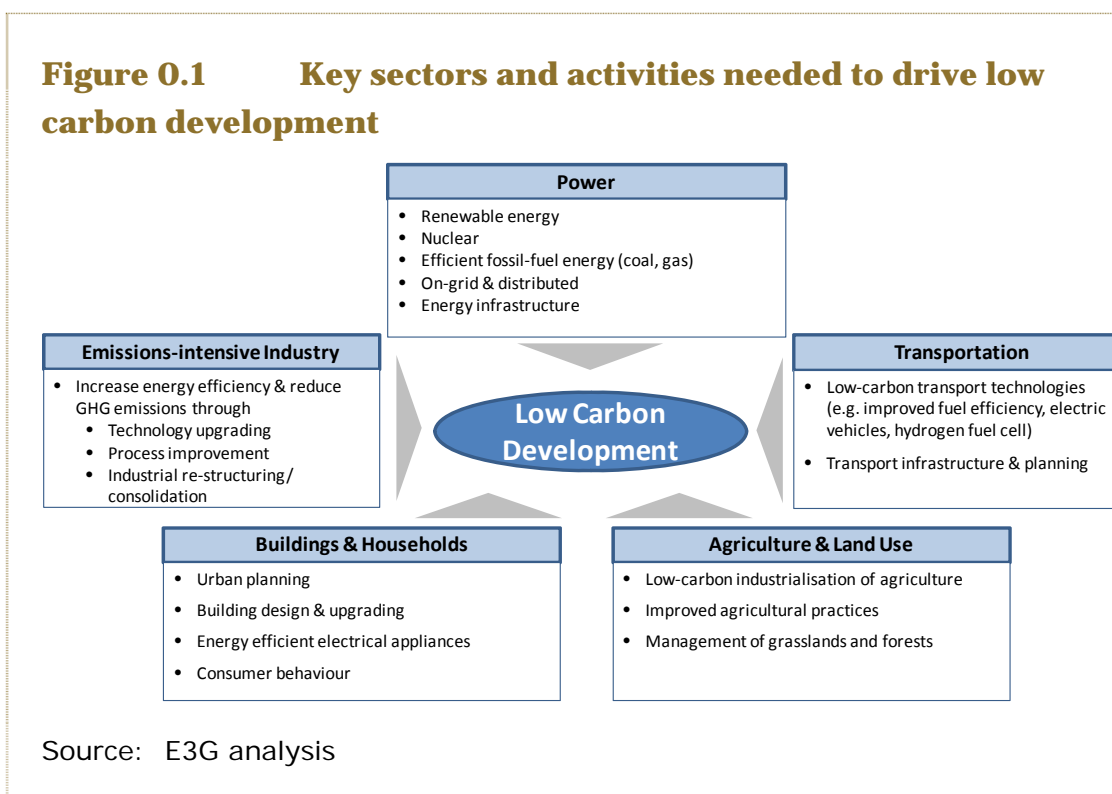 Figure 0.1 Key sectors and activities needed to drive low
carbon development
Power
• Renewable energy
• Nuclear
• Efficient fossil-fuel energy (coal, gas)
• On-grid & distributed
• Energy infrastructure
Emissions-intensive Industry
• Increase energy efficiency & reduce
GHG emissions through
• Technology upgrading
• Process improvement
• Industrial re-structuring/
consolidation
Low Carbon
Development
Transportation
• Low-carbon transport technologies
(e.g. improved fuel efficiency, electric
vehicles, hydrogen fuel cell)
• Transport infrastructure & planning
Buildings & Households
• Urban planning
• Building design & upgrading
• Energy efficient electrical appliances
• Consumer behaviour
Agriculture & Land Use
• Low-carbon industrialisation of agriculture
• Improved agricultural practices
• Management of grasslands and forests
Source: E3G analysis